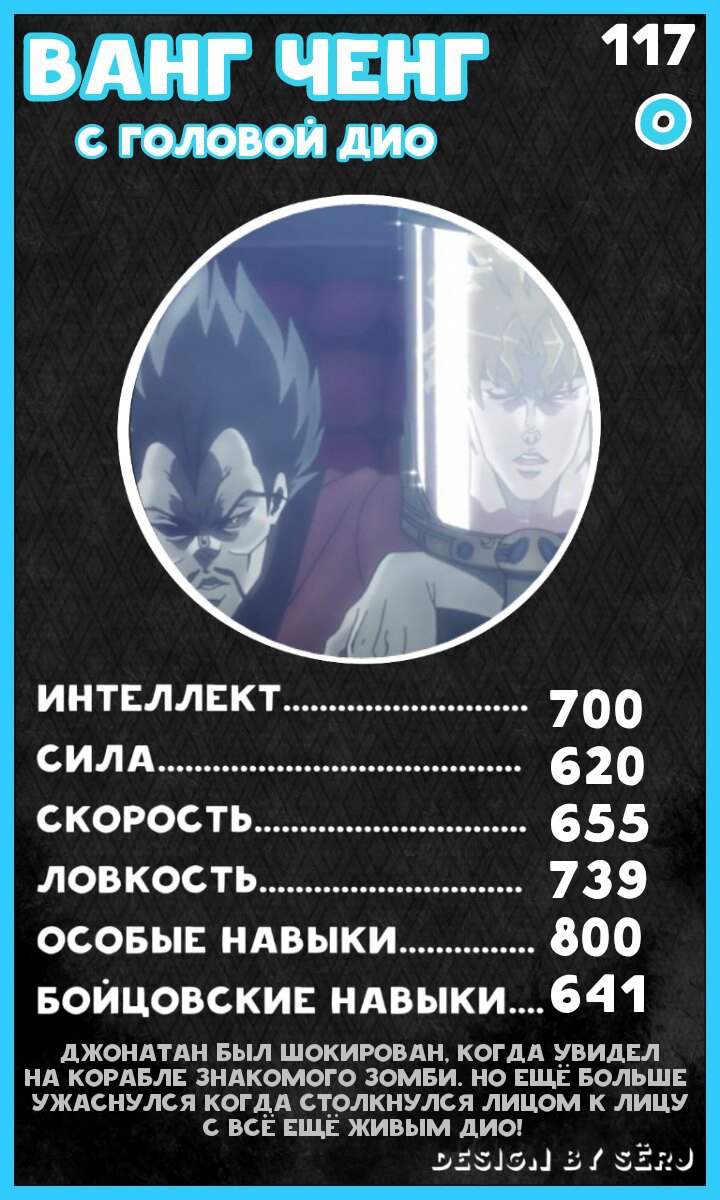 ВАНГ ЧЕНГ
117
С ГОЛОВОЙ ДИО
ИНТЕЛЛЕКТ........................... 700
СИЛА........................................ 620
СКОРОСТЬ.............................. 655
ЛОВКОСТЬ............................. 739
ОСОБЫЕ НАВЫКИ............... 800
БОЙЦОВСКИЕ НАВЫКИ.... 641
ДЖОНАТАН БЫЛ ШОКИРОВАН, КОГДА УВИДЕЛ
НА КОРАБЛЕ ЗНАКОМОГО ЗОМБИ. НО ЕЩЁ БОЛЬШЕ
УЖАСНУЛСЯ КОГДА СТОЛКНУЛСЯ ЛИЦОМ К ЛИЦУ
С ВСЁ ЕЩЁ ЖИВЫМ ДИО!
DESIGN BY SЁRJ